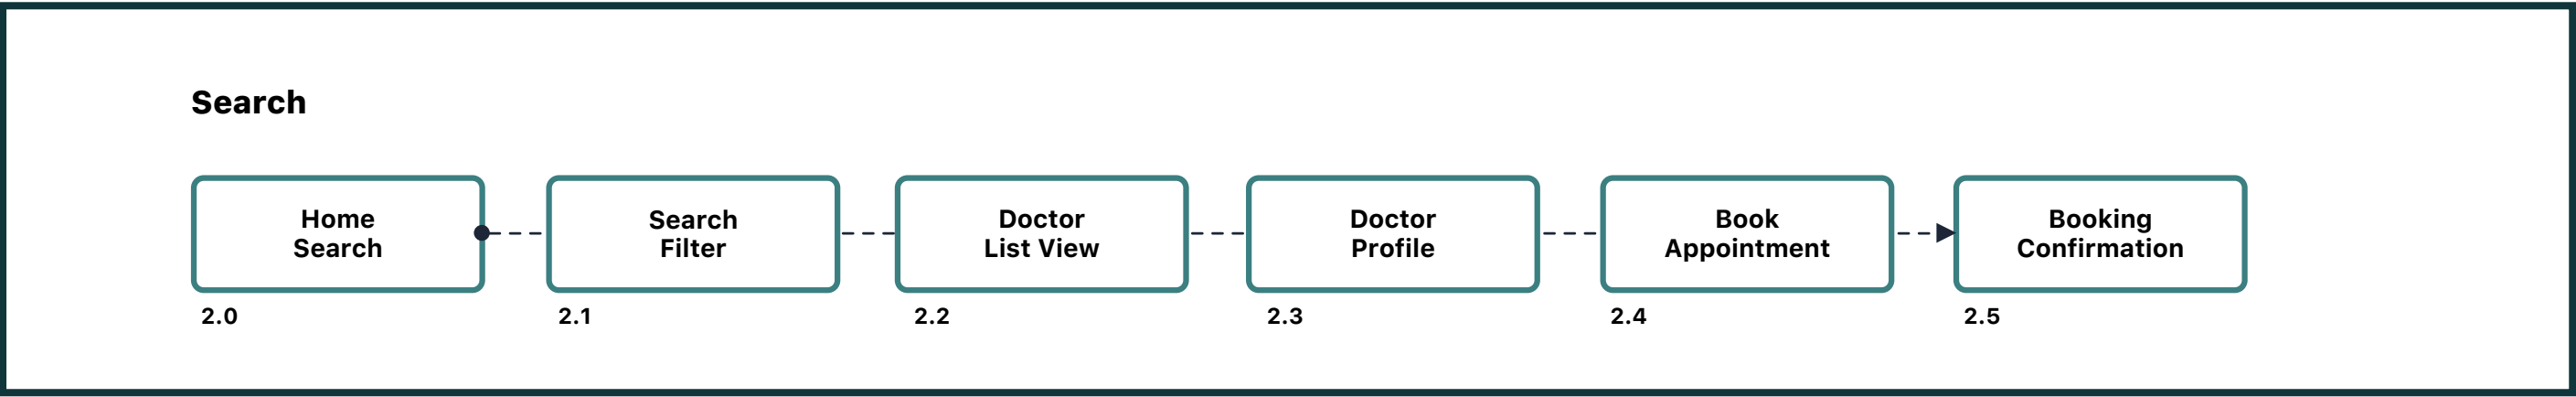 Search
Home
Search
2.0
Search
Filter
2.1
Doctor
List View
2.2
Doctor
Profile
2.3
Book
Appointment
2.4
Booking
Confirmation
2.5